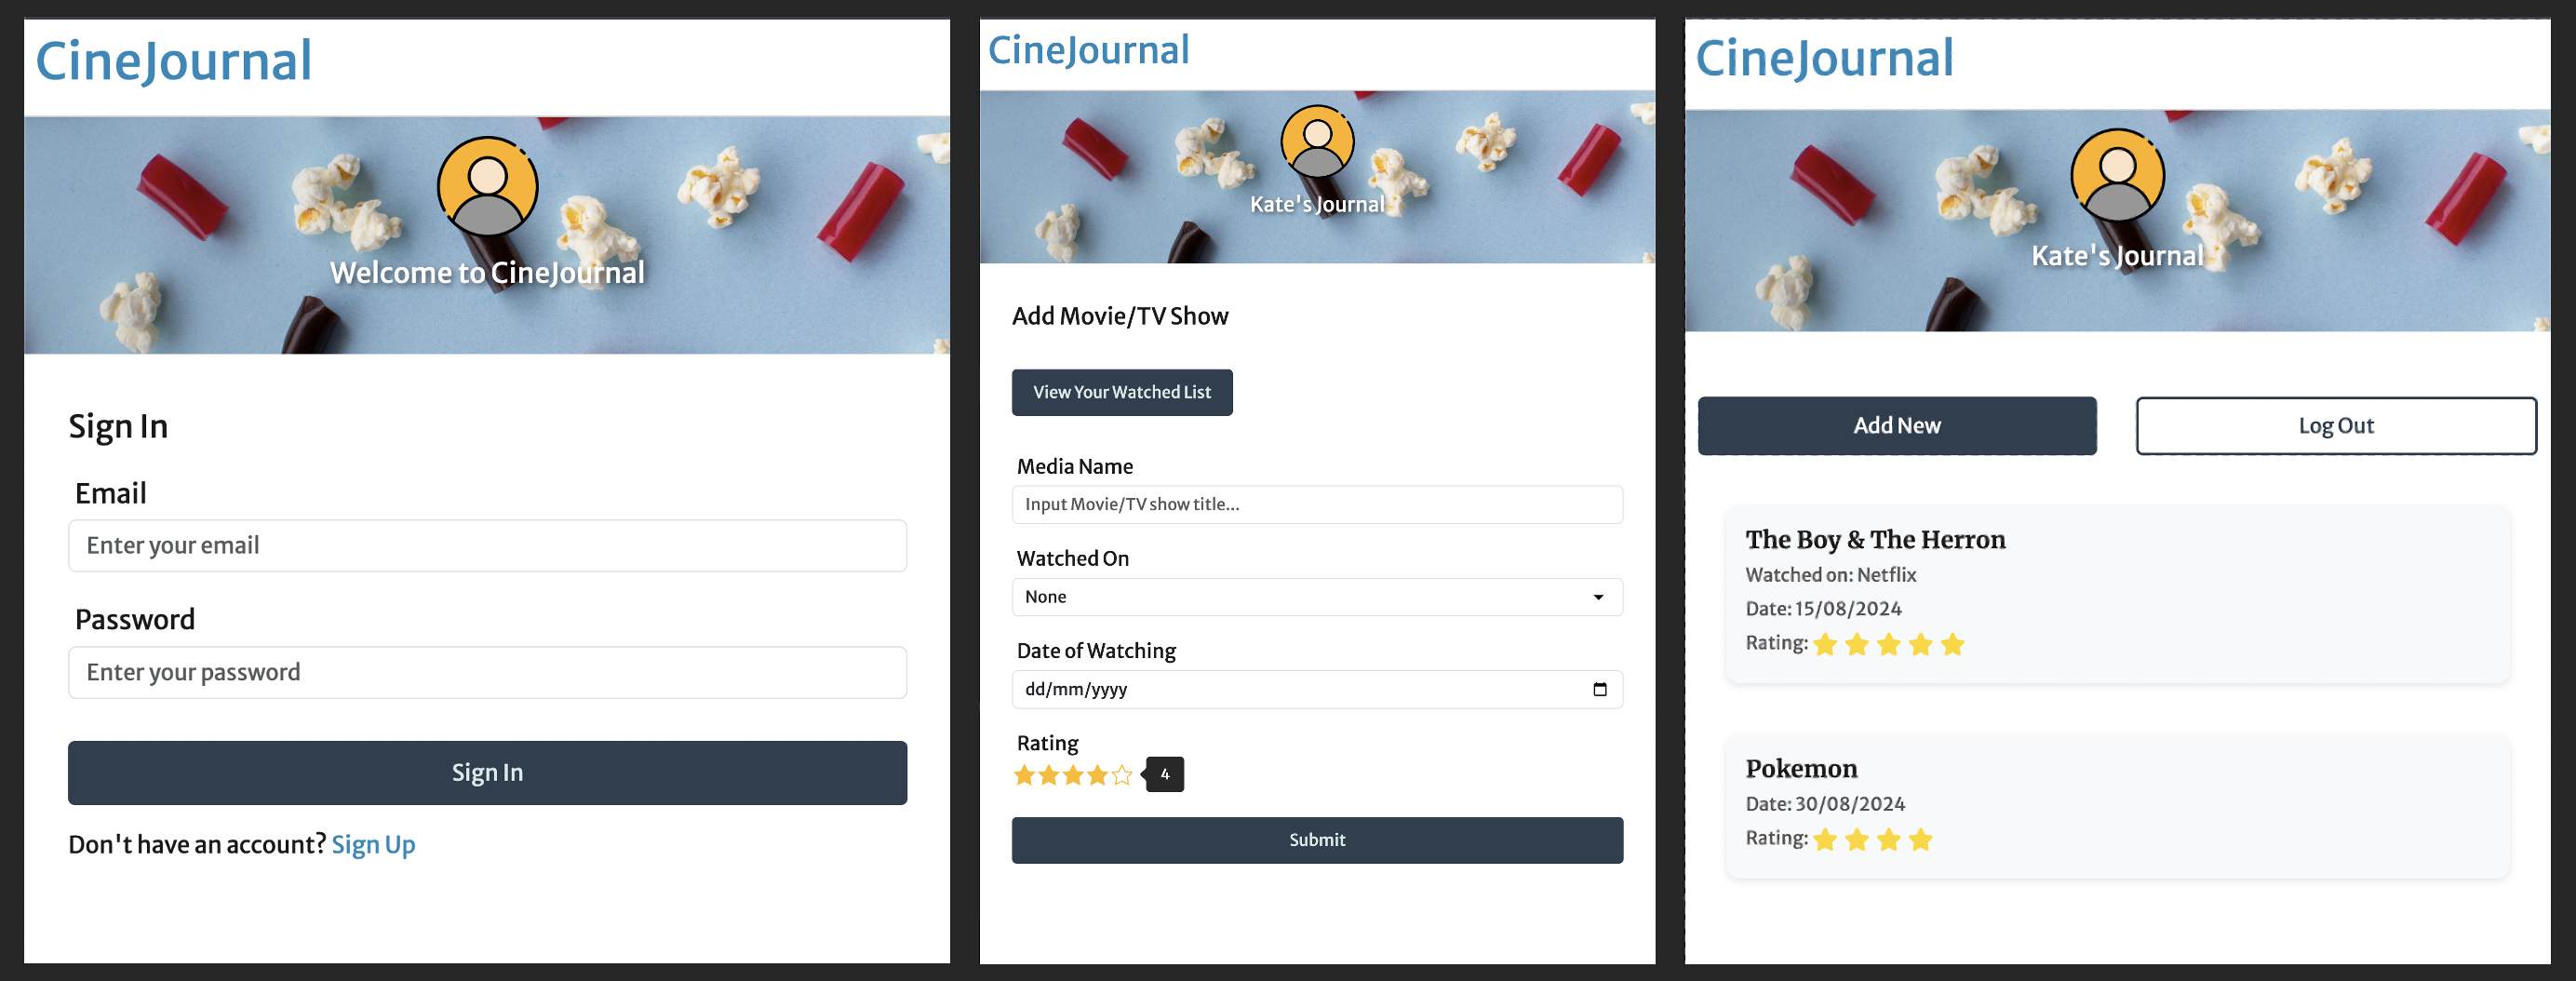 CineJournal
Welcome to CineJournal
Sign In
Email
Enter your email
Password
Enter your password
Sign In
Don't have an account? Sign Up
CineJournal
Kate's Journal
Add Movie/TV Show
View Your Watched List
Media Name
Input Movie/TV show title...
Watched On
None
Date of Watching
dd/mm/yyyy
Rating
4
Submit
CineJournal
Kate's Journal
Add New
Log Out
The Boy & The Herron
Watched on: Netflix
Date: 15/08/2024
Rating:
Pokemon
Date: 30/08/2024
Rating: